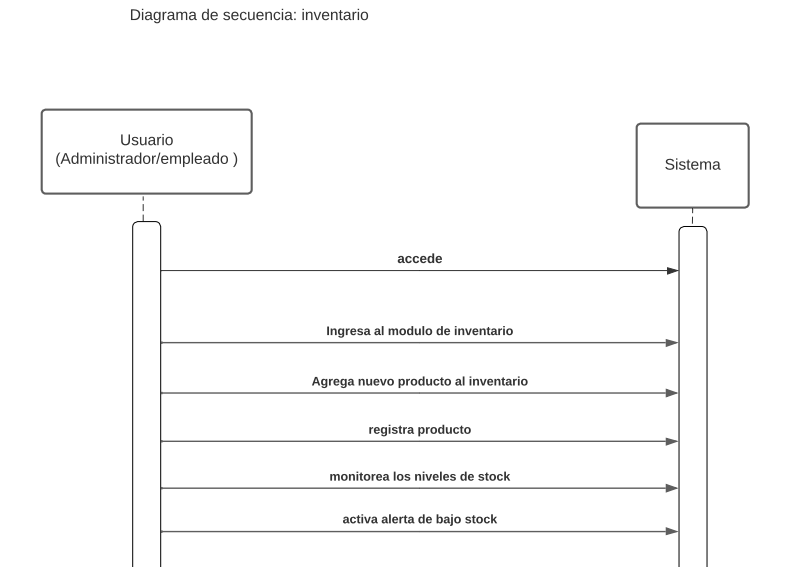 Diagrama de secuencia: inventario
Usuario
(Administrador/empleado )
Sistema
accede
Ingresa al modulo de inventario
Agrega nuevo producto al inventario
registra producto
monitorea los niveles de stock
activa alerta de bajo stock